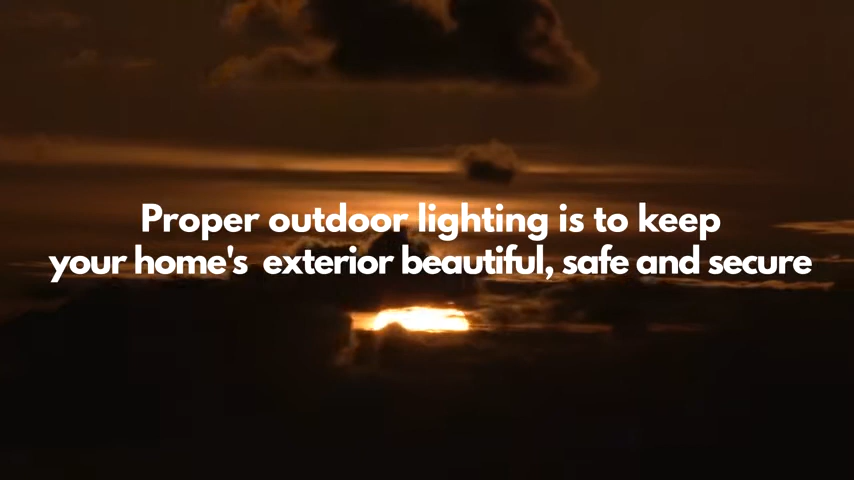 Proper outdoor lighting is to keep
your home's  exterior beautiful, safe and secure